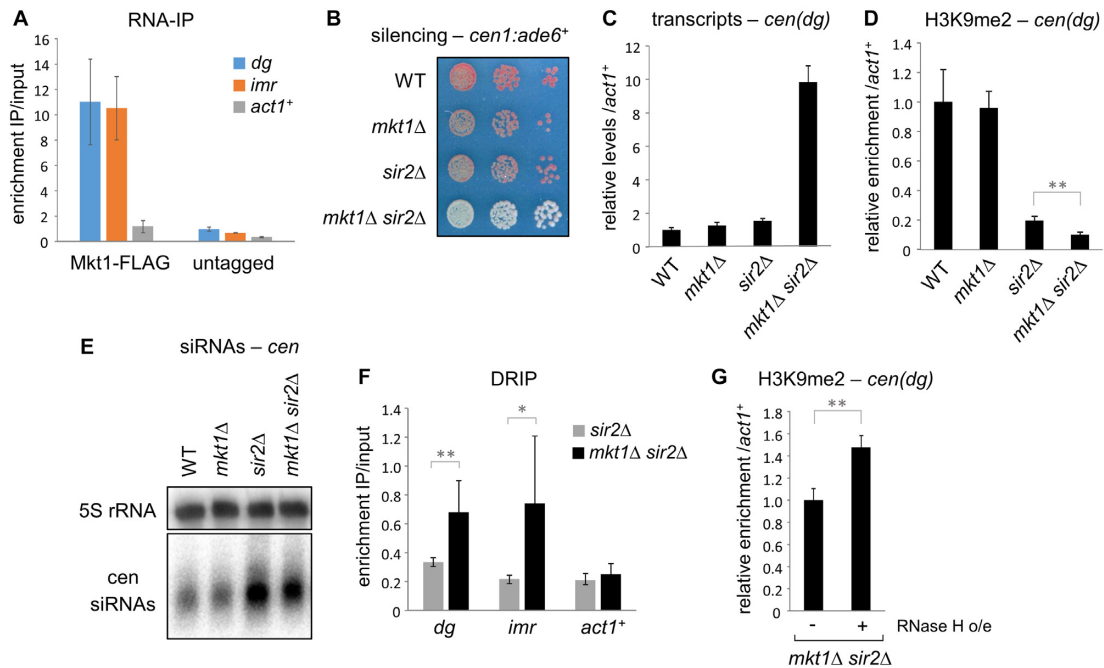 A
RNA-IP
enrichment IP/input
16
14
12
10
8
6
4
2
0
dg
imr
act1+
Mkt1-FLAG
untagged
B
silencing – cen1:ade6+
WT
mkt1Δ
sir2Δ
mkt1Δ sir2Δ
C
transcripts – cen(dg)
relative levels /act1+
12
10
8
6
4
2
0
WT
mkt1Δ
sir2Δ
mkt1Δ sir2Δ
D
H3K9me2 – cen(dg)
relative enrichment /act1+
1.4
1.2
1.0
0.8
0.6
0.4
0.2
0
**
WT
mkt1Δ
sir2Δ
mkt1Δ sir2Δ
E
siRNAs – cen
WT
mkt1Δ
sir2Δ
mkt1Δ sir2Δ
5S rRNA
cen
siRNAs
F
DRIP
enrichment IP/input
1.4
1.2
1.0
0.8
0.6
0.4
0.2
0
**
*
sir2Δ
mkt1Δ sir2Δ
dg
imr
act1+
G
H3K9me2 – cen(dg)
relative enrichment /act1+
1.8
1.6
1.4
1.2
1.0
0.8
0.6
0.4
0.2
0.0
**
- + RNase H o/e
mkt1Δ sir2Δ